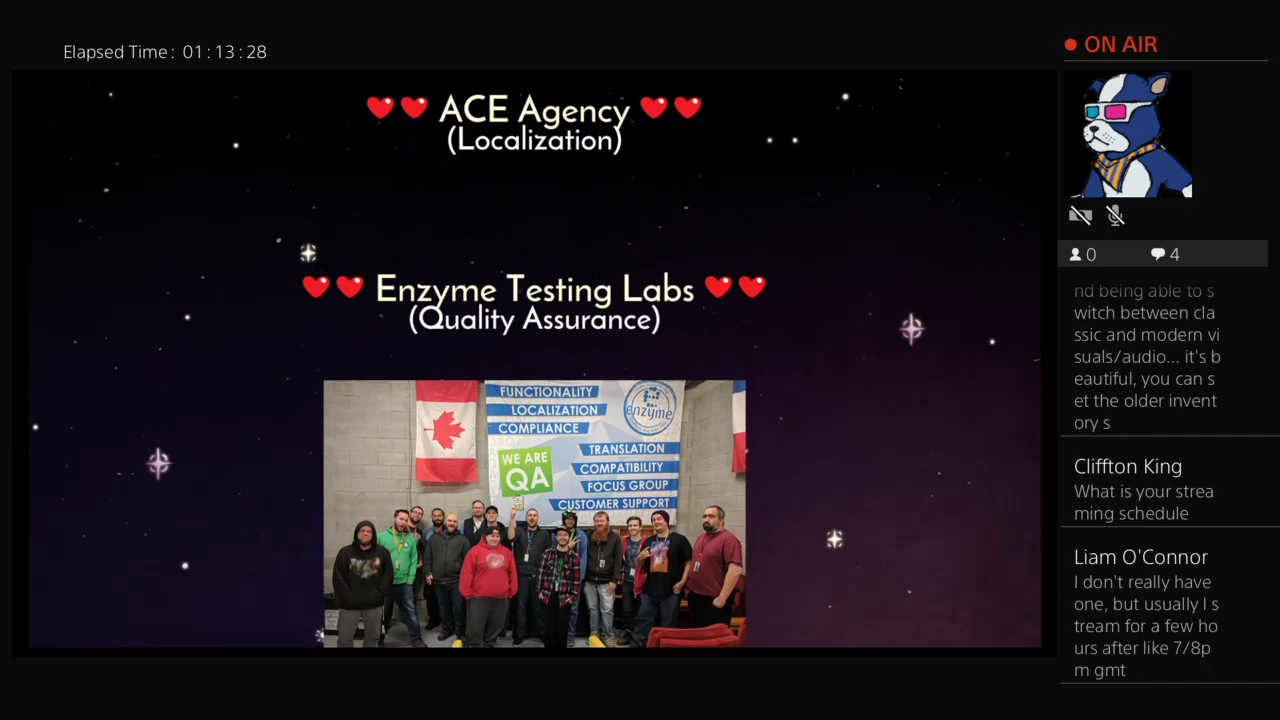 Elapsed Time: 01:13:28
ON AIR
ACE Agency
(Localization)
Enzyme Testing Labs
(Quality Assurance)
FUNCTIONALITY
LOCALIZATION
COMPLIANCE
enzyme
TRANSLATION
COMPATIBILITY
FOCUS GROUP
CUSTOMER SUPPORT
WE ARE
QA
0
4
nd being able to s
witch between cla
ssic and modern vi
suals/audio... it's b
eautiful, you can s
et the older invent
ory s
Cliffton King
What is your strea
ming schedule
Liam O'Connor
I don't really have
one, but usually I s
tream for a few ho
urs after like 7/8p
m gmt